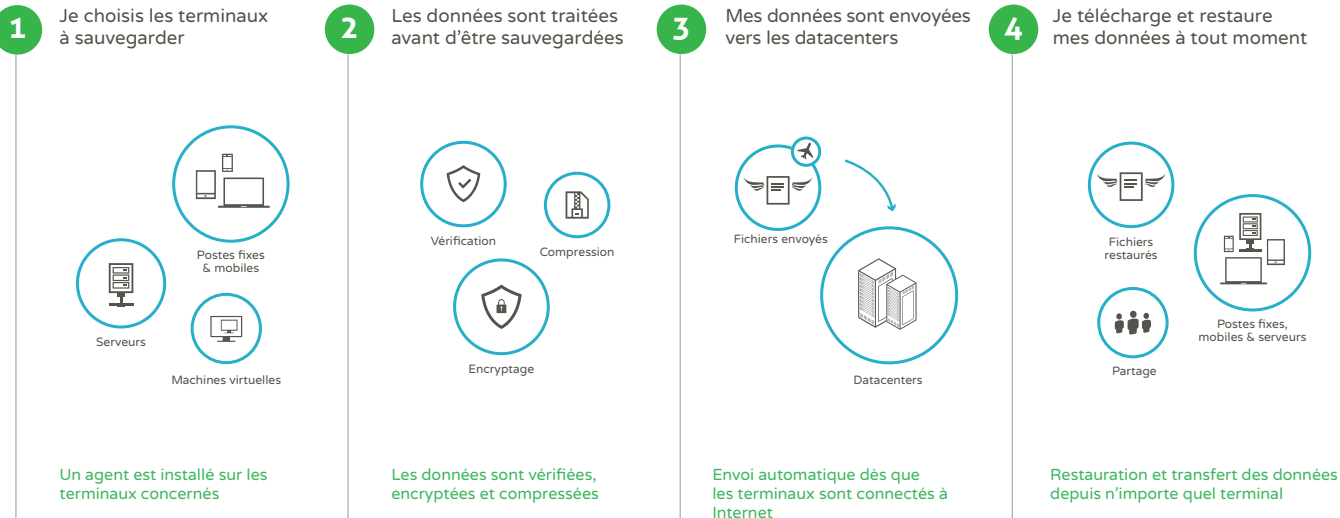 1
Je choisis les terminaux
à sauvegarder
Postes fixes
& mobiles
Serveurs
Machines virtuelles
Un agent est installé sur les
terminaux concernés
2
Les données sont traitées
avant d'être sauvegardées
Vérification
Compression
Encryptage
Les données sont vérifiées,
encryptées et compressées
3
Mes données sont envoyées
vers les datacenters
Fichiers envoyés
Datacenters
Envoi automatique dès que
les terminaux sont connectés à
Internet
4
Je télécharge et restaure
mes données à tout moment
Fichiers
restaurés
Postes fixes,
mobiles & serveurs
Partage
Restauration et transfert des données
depuis n'importe quel terminal